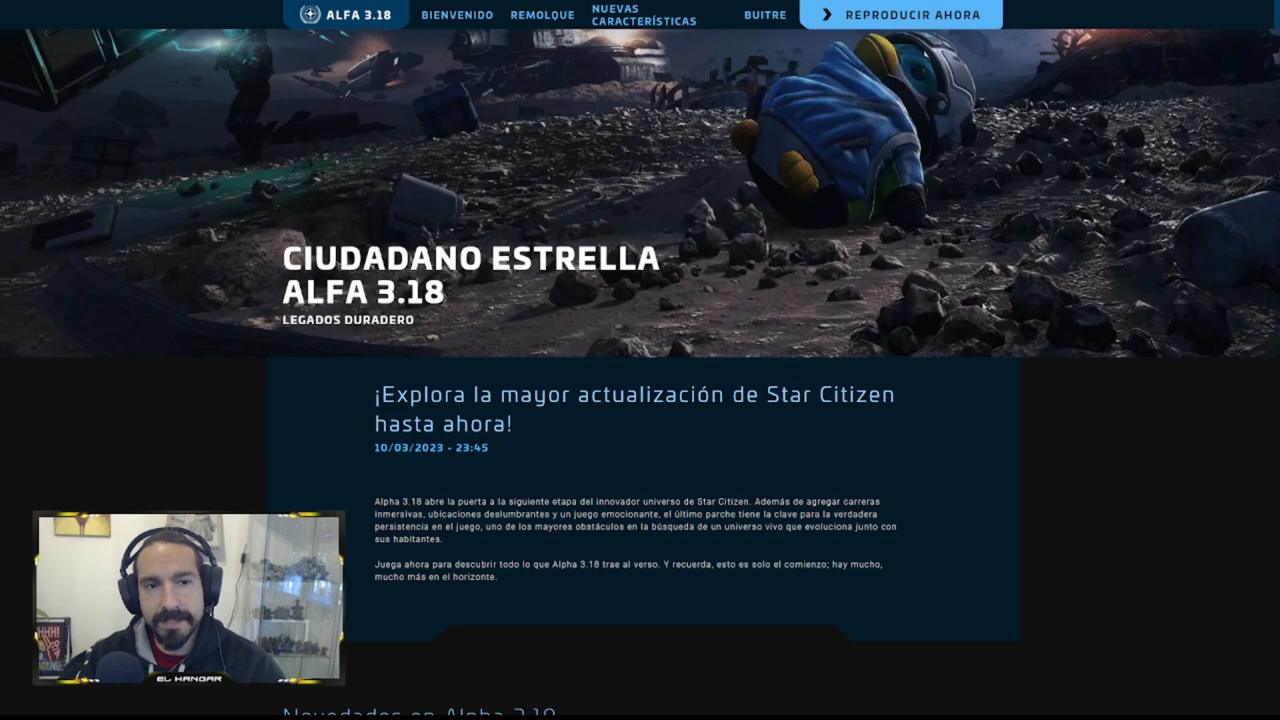 ALFA 3.18
BIENVENIDO
REMOLQUE
NUEVAS
CARACTERÍSTICAS
BUITRE
REPRODUCIR AHORA
CIUDADANO ESTRELLA
ALFA 3.18
LEGADOS DURADERO
¡Explora la mayor actualización de Star Citizen
hasta ahora!
10/03/2023 - 23:45
Alpha 3.18 abre la puerta a la siguiente etapa del innovador universo de Star Citizen. Además de agregar carreras
inmersivas, ubicaciones deslumbrantes y un juego emocionante, el último parche tiene la clave para la verdadera
persistencia en el juego, uno de los mayores obstáculos en la búsqueda de un universo vivo que evoluciona junto con
sus habitantes.
Juega ahora para descubrir todo lo que Alpha 3.18 trae al verso. Y recuerda, esto es solo el comienzo; hay mucho,
mucho más en el horizonte.
EL HANGAR
Novedades en Alpha 3.18